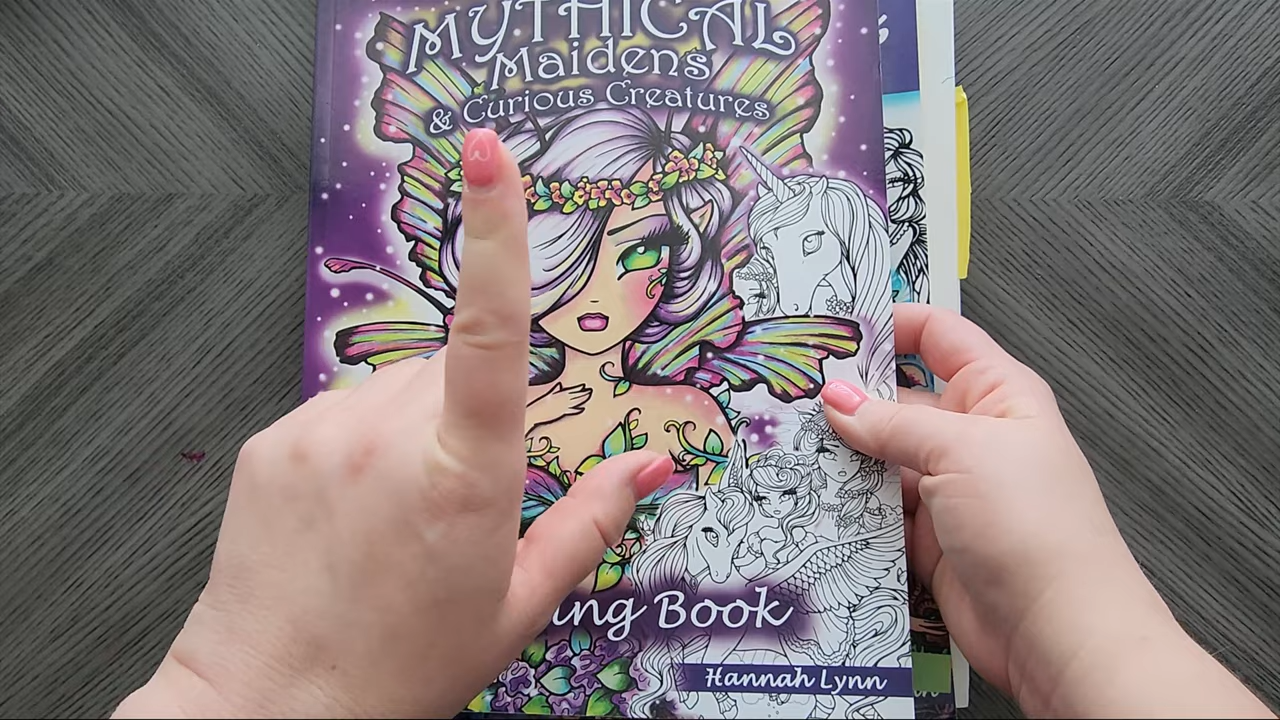 MYTHICAL
Maidens
& Curious Creatures
ing Book
Hannah Lynn